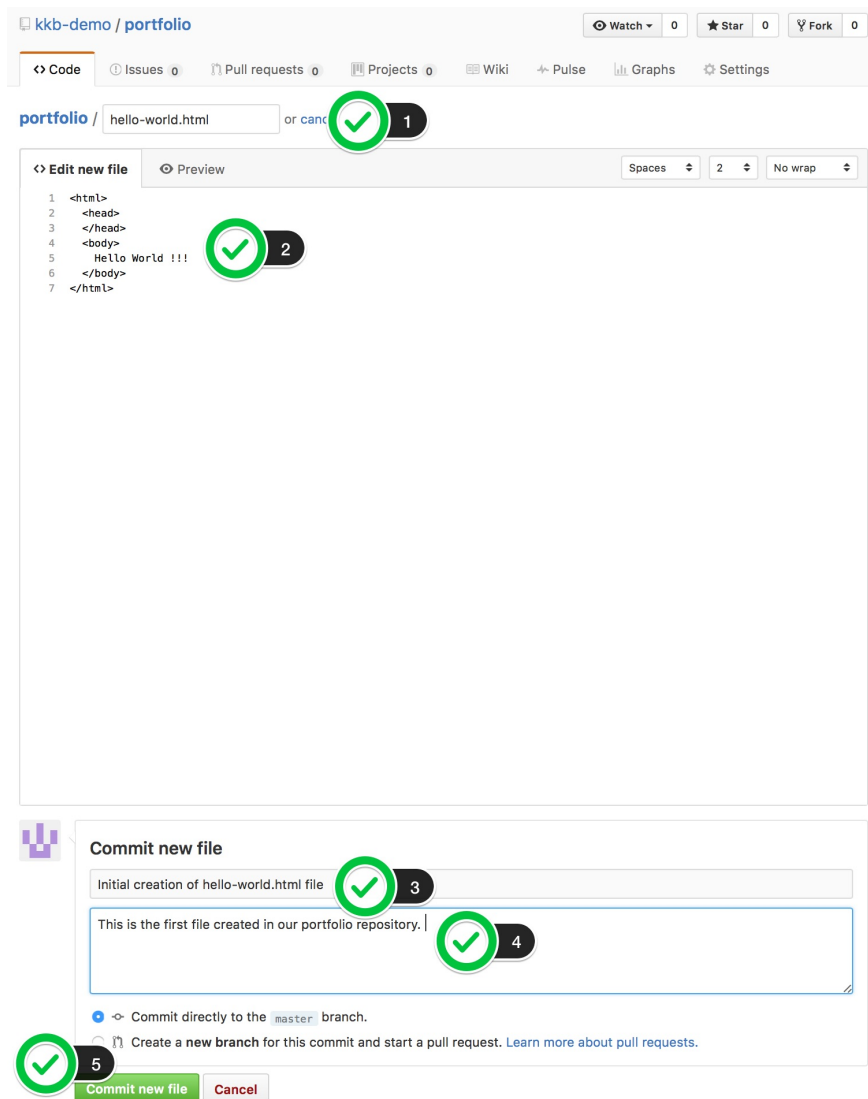 kkb-demo / portfolio
Watch 0 Star 0 Fork 0
Code Issues 0 Pull requests 0 Projects 0 Wiki Pulse Graphs Settings
portfolio / hello-world.html or 1
<> Edit new file Preview Spaces 2 No wrap
1 <html>
2 <head>
3 </head>
4 <body>
5 Hello World !!!
6 </body>
7 </html>
2
Commit new file
Initial creation of hello-world.html file 3
This is the first file created in our portfolio repository.
4
Commit directly to the master branch.
Create a new branch for this commit and start a pull request. Learn more about pull requests.
5
Commit new file Cancel